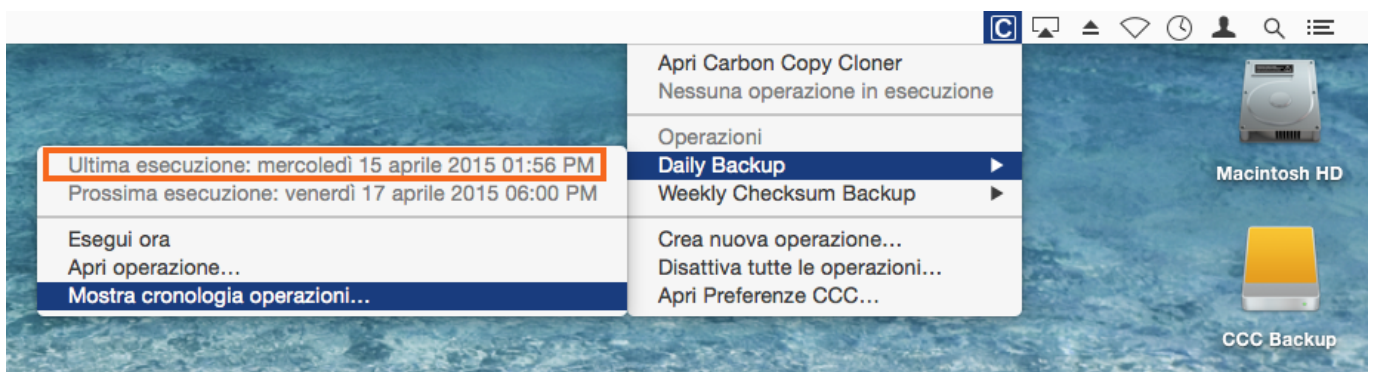 C
Apri Carbon Copy Cloner
Nessuna operazione in esecuzione
Operazioni
Daily Backup
Weekly Checksum Backup
Crea nuova operazione...
Disattiva tutte le operazioni...
Apri Preferenze CCC...
Ultima esecuzione: mercoledì 15 aprile 2015 01:56 PM
Prossima esecuzione: venerdì 17 aprile 2015 06:00 PM
Esegui ora
Apri operazione...
Mostra cronologia operazioni...
Macintosh HD
CCC Backup